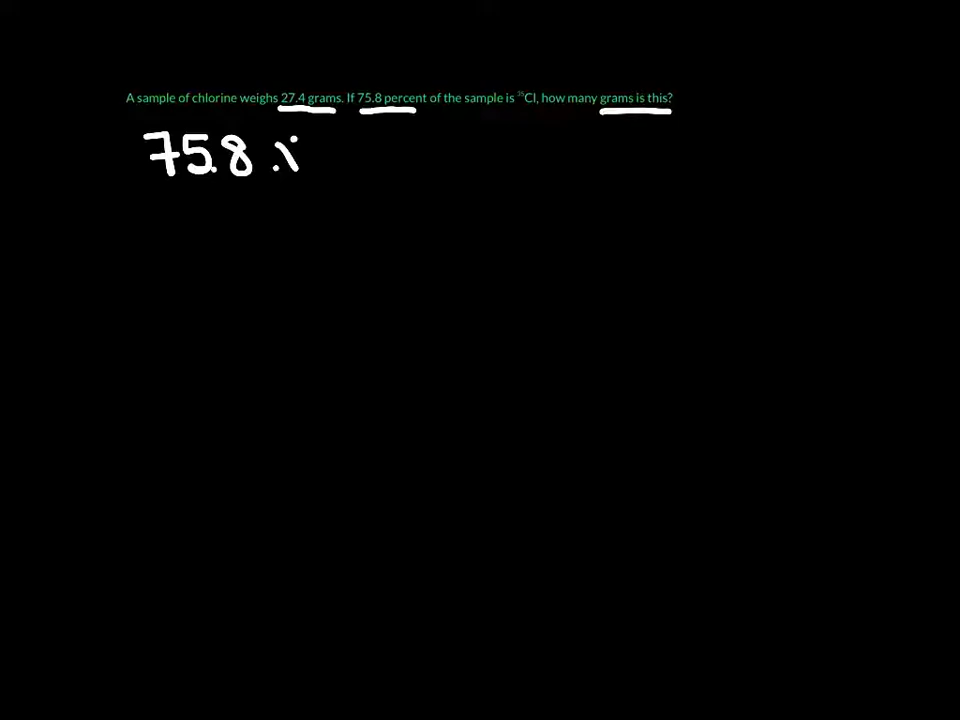 A sample of chlorine weighs 27.4 grams. If 75.8 percent of the sample is ³⁵Cl, how many grams is this?
75.8